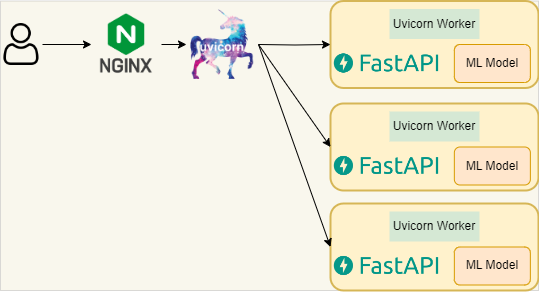 N
NGINX
uvicorn
Uvicorn Worker
FastAPI
ML Model
Uvicorn Worker
FastAPI
ML Model
Uvicorn Worker
FastAPI
ML Model